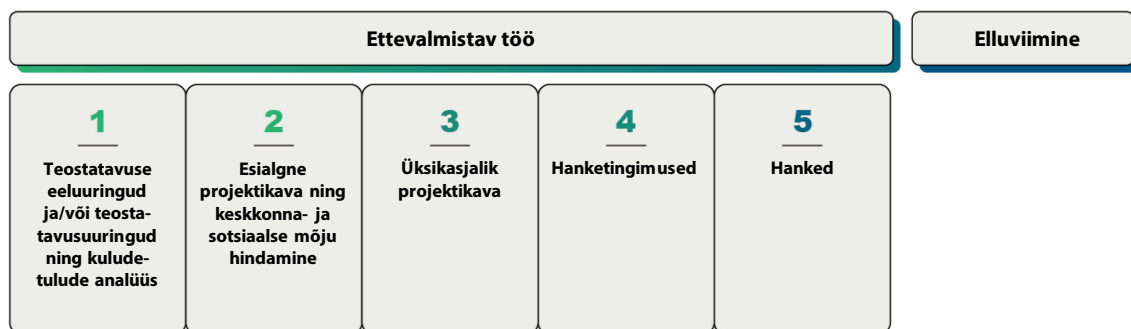 Ettevalmistav töö
Elluviimine
1
Teostatavuse
eeluuringud
ja/või teosta-
tavusuuringud
ning kulude-
tulude analüüs
2
Esialgne
projektikava ning
keskkonna- ja
sotsiaalse mõju
hindamine
3
Üksikasjalik
projektikava
4
Hanketingimused
5
Hanked